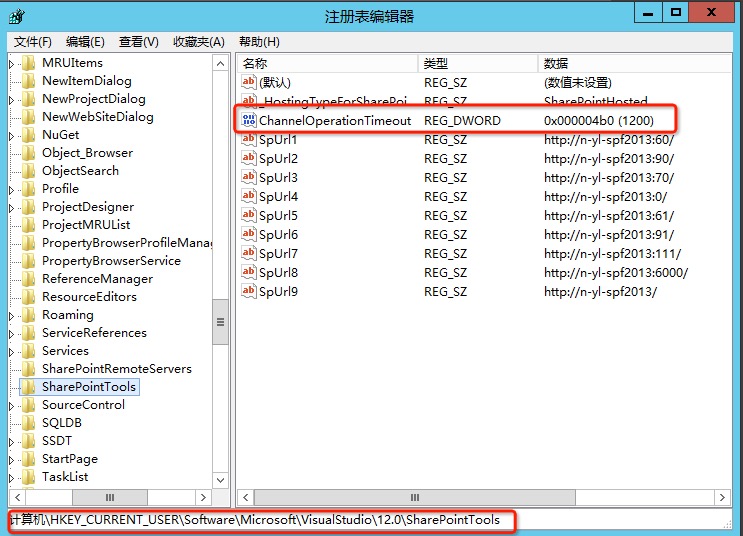 注册表编辑器
文件(F) 编辑(E) 查看(V) 收藏夹(A) 帮助(H)
MRUItems
NewItemDialog
NewProjectDialog
NewWebSiteDialog
NuGet
Object_Browser
ObjectSearch
Profile
ProjectDesigner
ProjectMRUList
PropertyBrowserProfileMana
PropertyBrowserService
ReferenceManager
ResourceEditors
Roaming
ServiceReferences
Services
SharePointRemoteServers
SharePointTools
SourceControl
SQLDB
SSDT
StartPage
TaskList
名称 类型 数据
(默认) REG_SZ (数值未设置)
_HostingTypeForSharePoi... REG_SZ SharePointHosted
ChannelOperationTimeout REG_DWORD 0x000004b0 (1200)
SpUrl1 REG_SZ http://n-yl-spf2013:60/
SpUrl2 REG_SZ http://n-yl-spf2013:90/
SpUrl3 REG_SZ http://n-yl-spf2013:70/
SpUrl4 REG_SZ http://n-yl-spf2013:0/
SpUrl5 REG_SZ http://n-yl-spf2013:61/
SpUrl6 REG_SZ http://n-yl-spf2013:91/
SpUrl7 REG_SZ http://n-yl-spf2013:111/
SpUrl8 REG_SZ http://n-yl-spf2013:6000/
SpUrl9 REG_SZ http://n-yl-spf2013/
计算机\HKEY_CURRENT_USER\Software\Microsoft\VisualStudio\12.0\SharePointTools